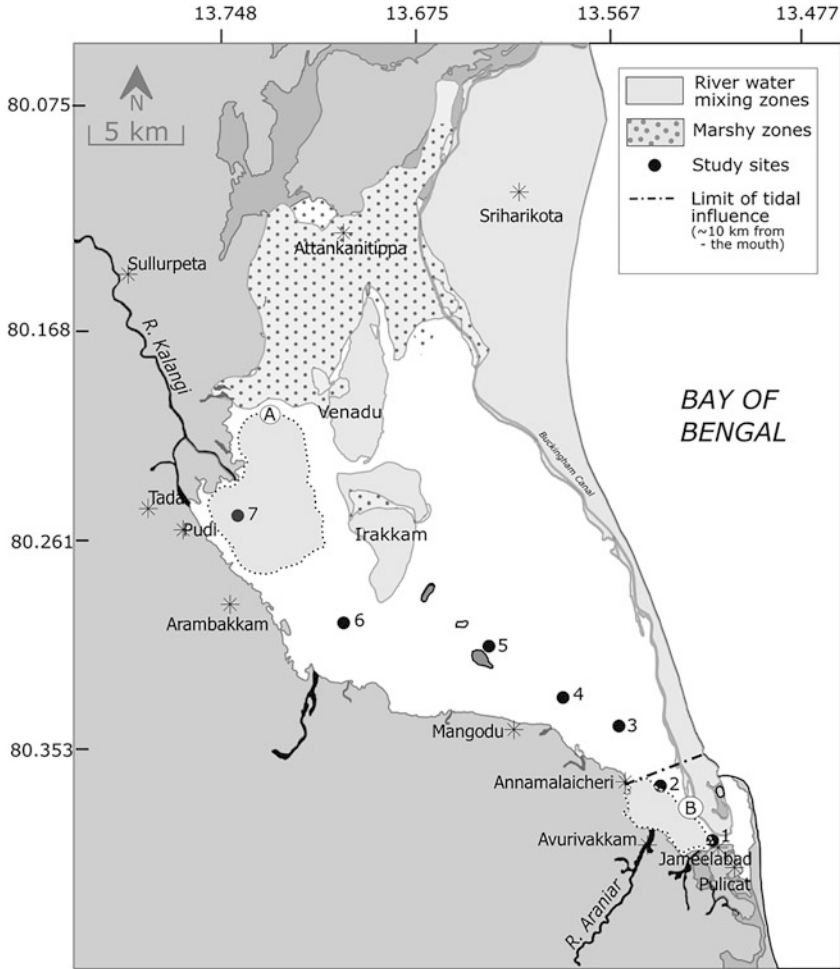 13.748
13.675
13.567
13.477
80.075
80.168
80.261
80.353
N
5 km
River water
mixing zones
Marshy zones
Study sites
Limit of tidal
influence
(~10 km from
- the mouth)
Sriharikota
Attankanitippa
Sullurpeta
R. Kalangi
A
Venadu
BAY OF
BENGAL
Buckingham Canal
Tada
7
Pudi
Irakkam
Arambakkam
6
5
4
3
Mangodu
Annamalaicheri
2
0
B
1
Avurivakkam
Jameelabad
Pulicat
R. Araniar